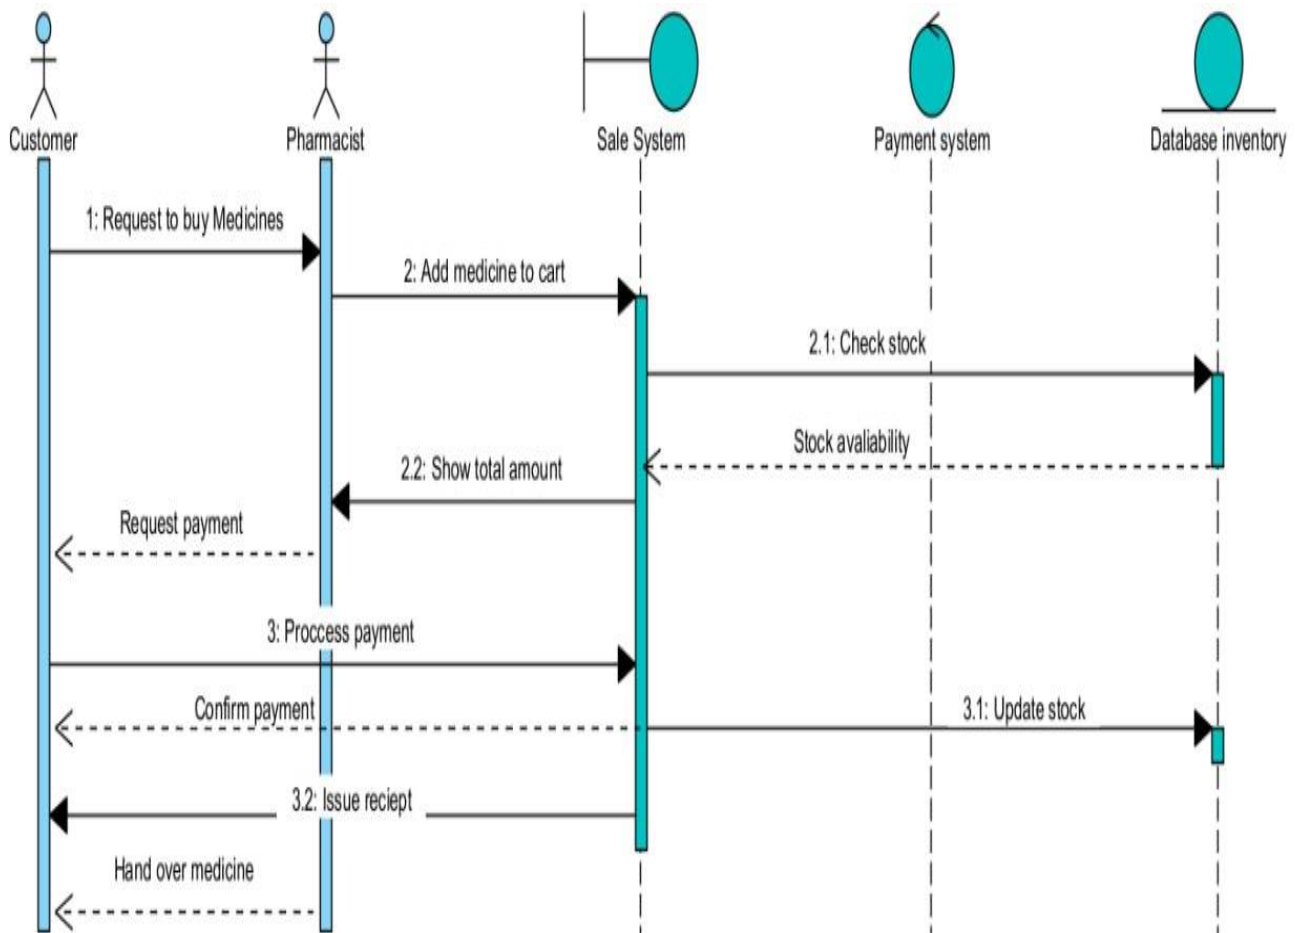 Customer
Pharmacist
Sale System
Payment system
Database inventory
1: Request to buy Medicines
2: Add medicine to cart
2.1: Check stock
Stock avaliability
2.2: Show total amount
Request payment
3: Proccess payment
Confirm payment
3.1: Update stock
3.2: Issue reciept
Hand over medicine